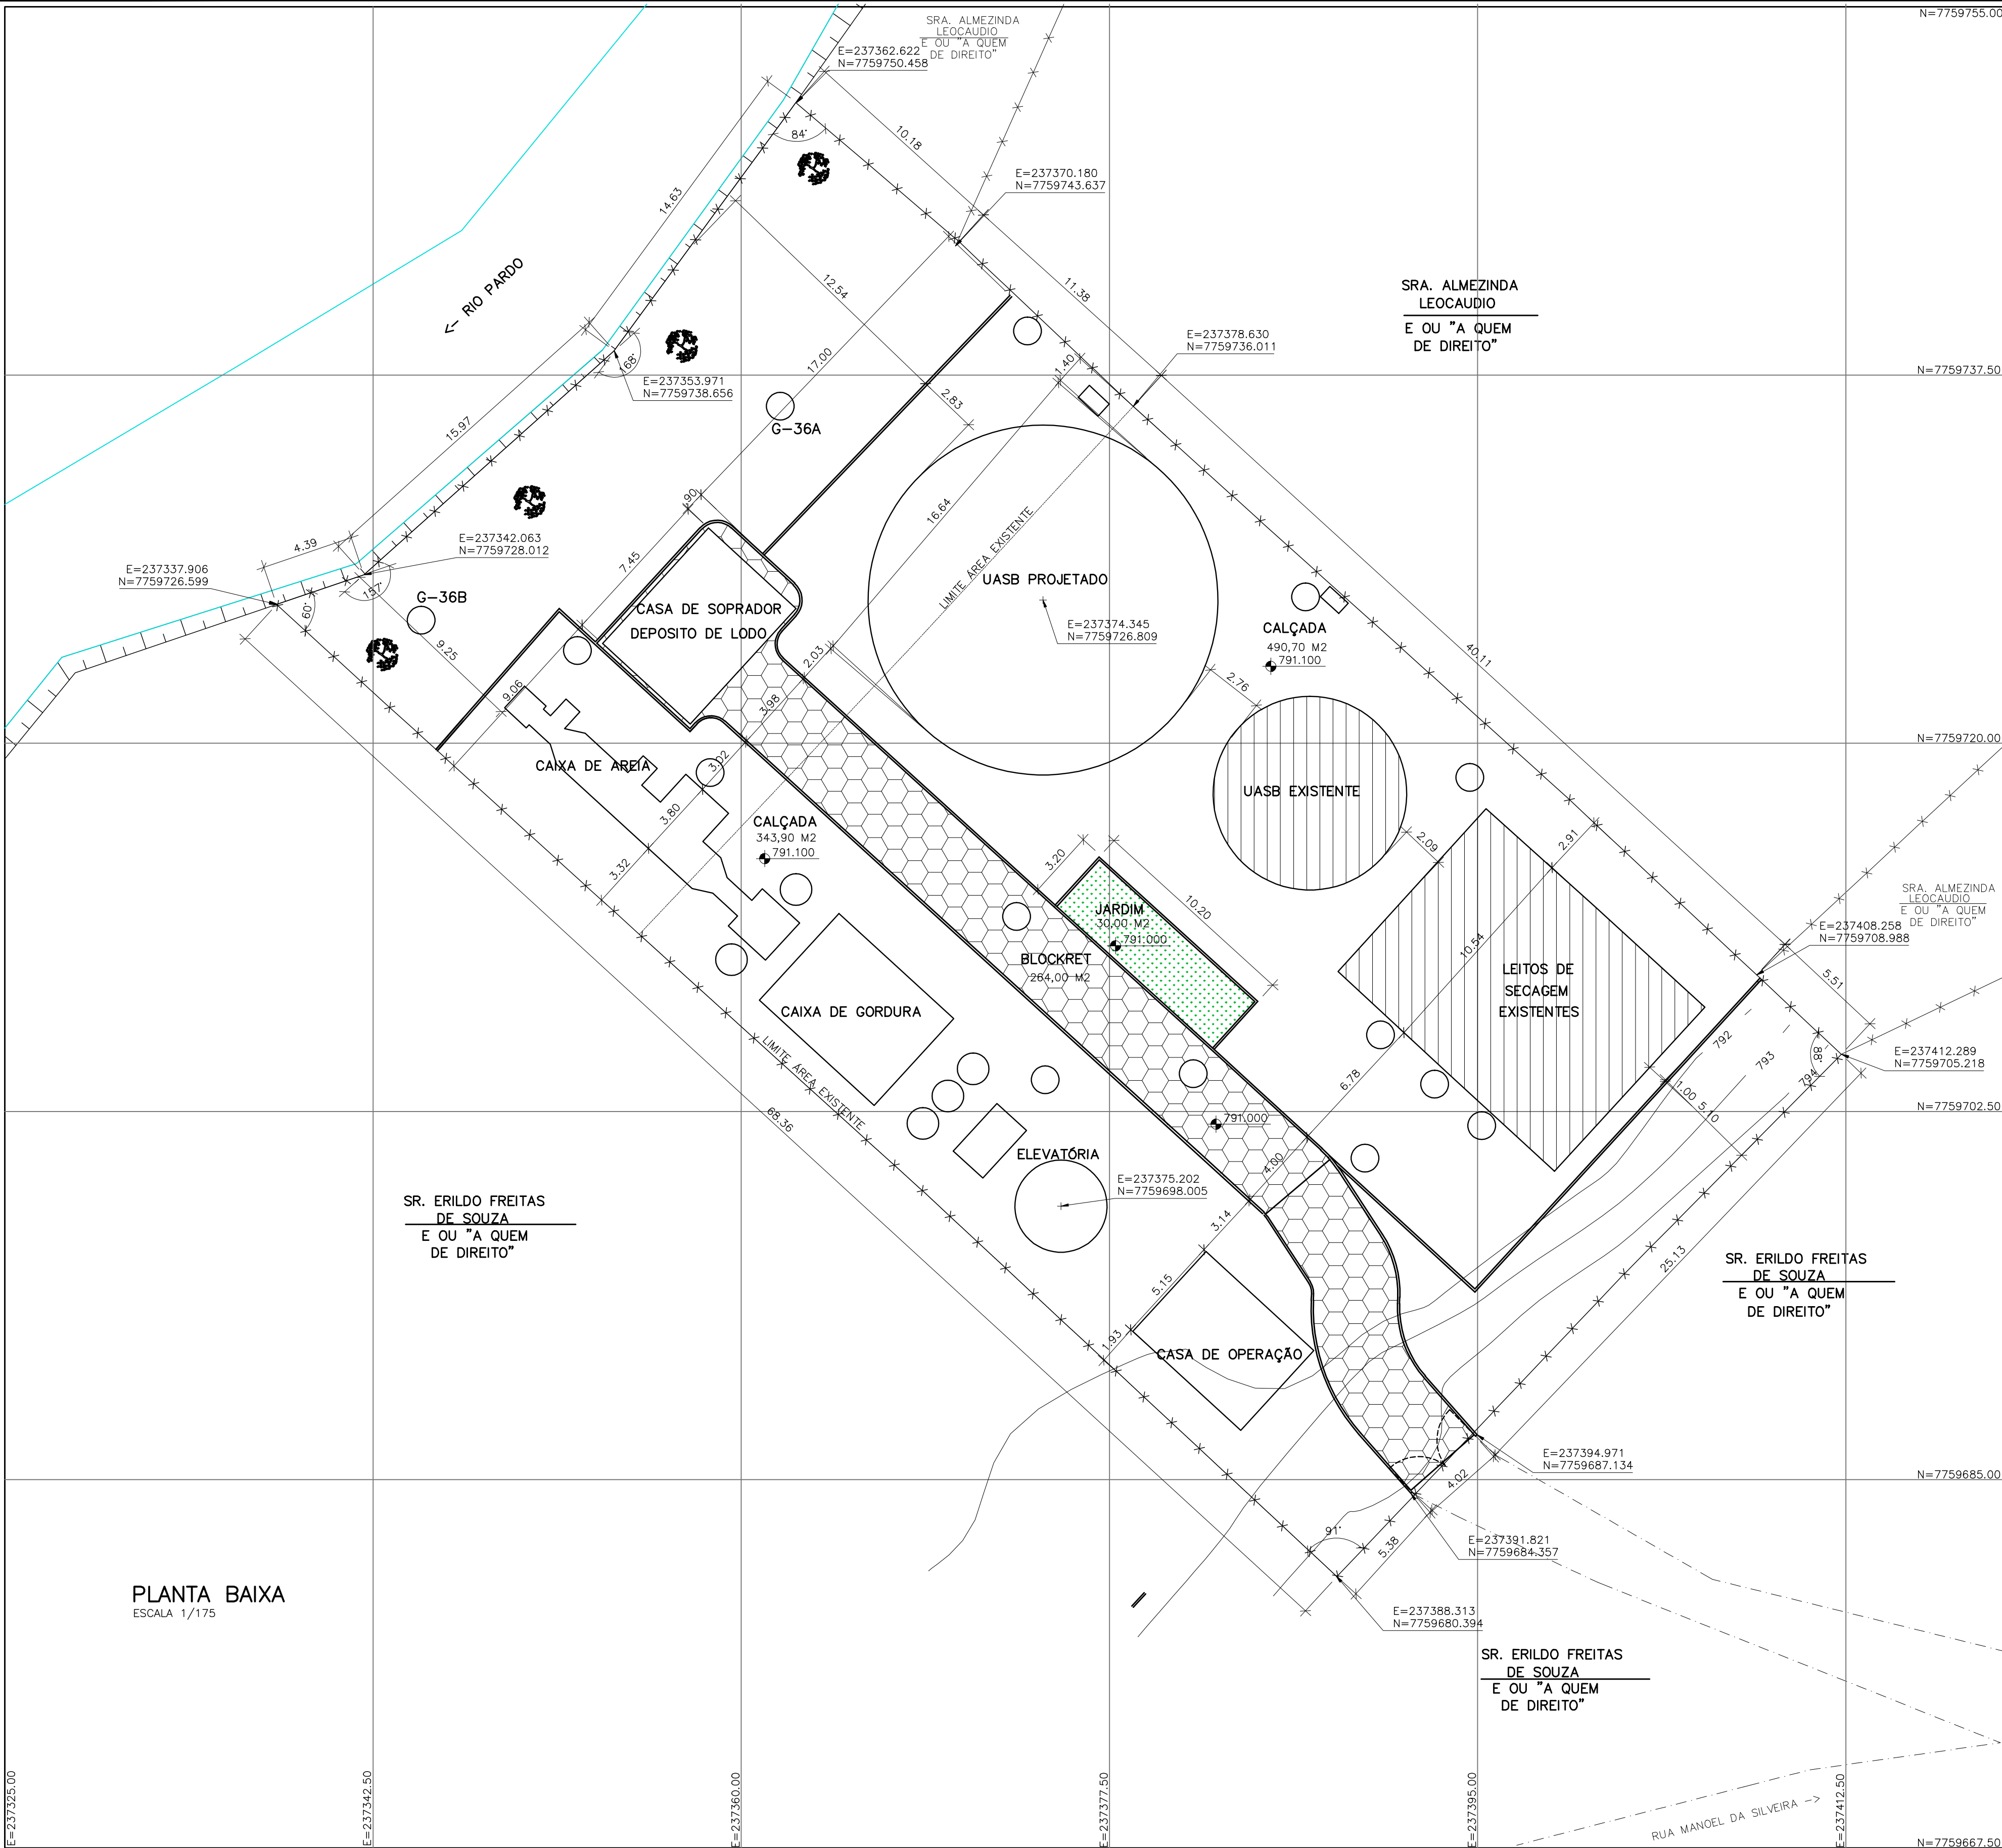 N=7759755.00
SRA. ALMEZINDA
LEOCAUDIO
E OU "A QUEM
DE DIREITO"
E=237362.622
N=7759750.458
84°
10.18
E=237370.180
N=7759743.637
14.63
12.54
11.38
<- RIO PARDO
SRA. ALMEZINDA
LEOCAUDIO
E OU "A QUEM
DE DIREITO"
E=237378.630
N=7759736.011
17.00
1.40
168°
N=7759737.50
E=237353.971
N=7759738.656
2.83
G-36A
15.97
16.64
.90
LIMITE ÁREA EXISTENTE
4.39
E=237342.063
N=7759728.012
E=237337.906
N=7759726.599
7.45
UASB PROJETADO
157°
60°
G-36B
CASA DE SOPRADOR
DEPOSITO DE LODO
E=237374.345
N=7759726.809
CALÇADA
490,70 M2
791.100
40.11
9.25
2.03
2.76
9.06
3.98
N=7759720.00
CAIXA DE AREIA
3.02
UASB EXISTENTE
3.80
CALÇADA
343,90 M2
791.100
2.09
2.91
3.32
3.20
JARDIM
30,00 M2
791.000
10.20
SRA. ALMEZINDA
LEOCAUDIO
E OU "A QUEM
DE DIREITO"
E=237408.258
N=7759708.988
BLOCKRET
264,00 M2
10.54
LEITOS DE
SECAGEM
EXISTENTES
5.51
CAIXA DE GORDURA
LIMITE ÁREA EXISTENTE
792
793
794
88°
E=237412.289
N=7759705.218
6.78
1.00
5.10
N=7759702.50
68.36
791.000
ELEVATÓRIA
4.00
E=237375.202
N=7759698.005
SR. ERILDO FREITAS
DE SOUZA
E OU "A QUEM
DE DIREITO"
3.14
25.13
SR. ERILDO FREITAS
DE SOUZA
E OU "A QUEM
DE DIREITO"
5.15
1.93
CASA DE OPERAÇÃO
E=237394.971
N=7759687.134
N=7759685.00
4.02
91°
5.38
E=237391.821
N=7759684.357
PLANTA BAIXA
ESCALA 1/175
E=237388.313
N=7759680.394
SR. ERILDO FREITAS
DE SOUZA
E OU "A QUEM
DE DIREITO"
RUA MANOEL DA SILVEIRA ->
E=237325.00
E=237342.50
E=237360.00
E=237377.50
E=237395.00
E=237412.50
N=7759667.50